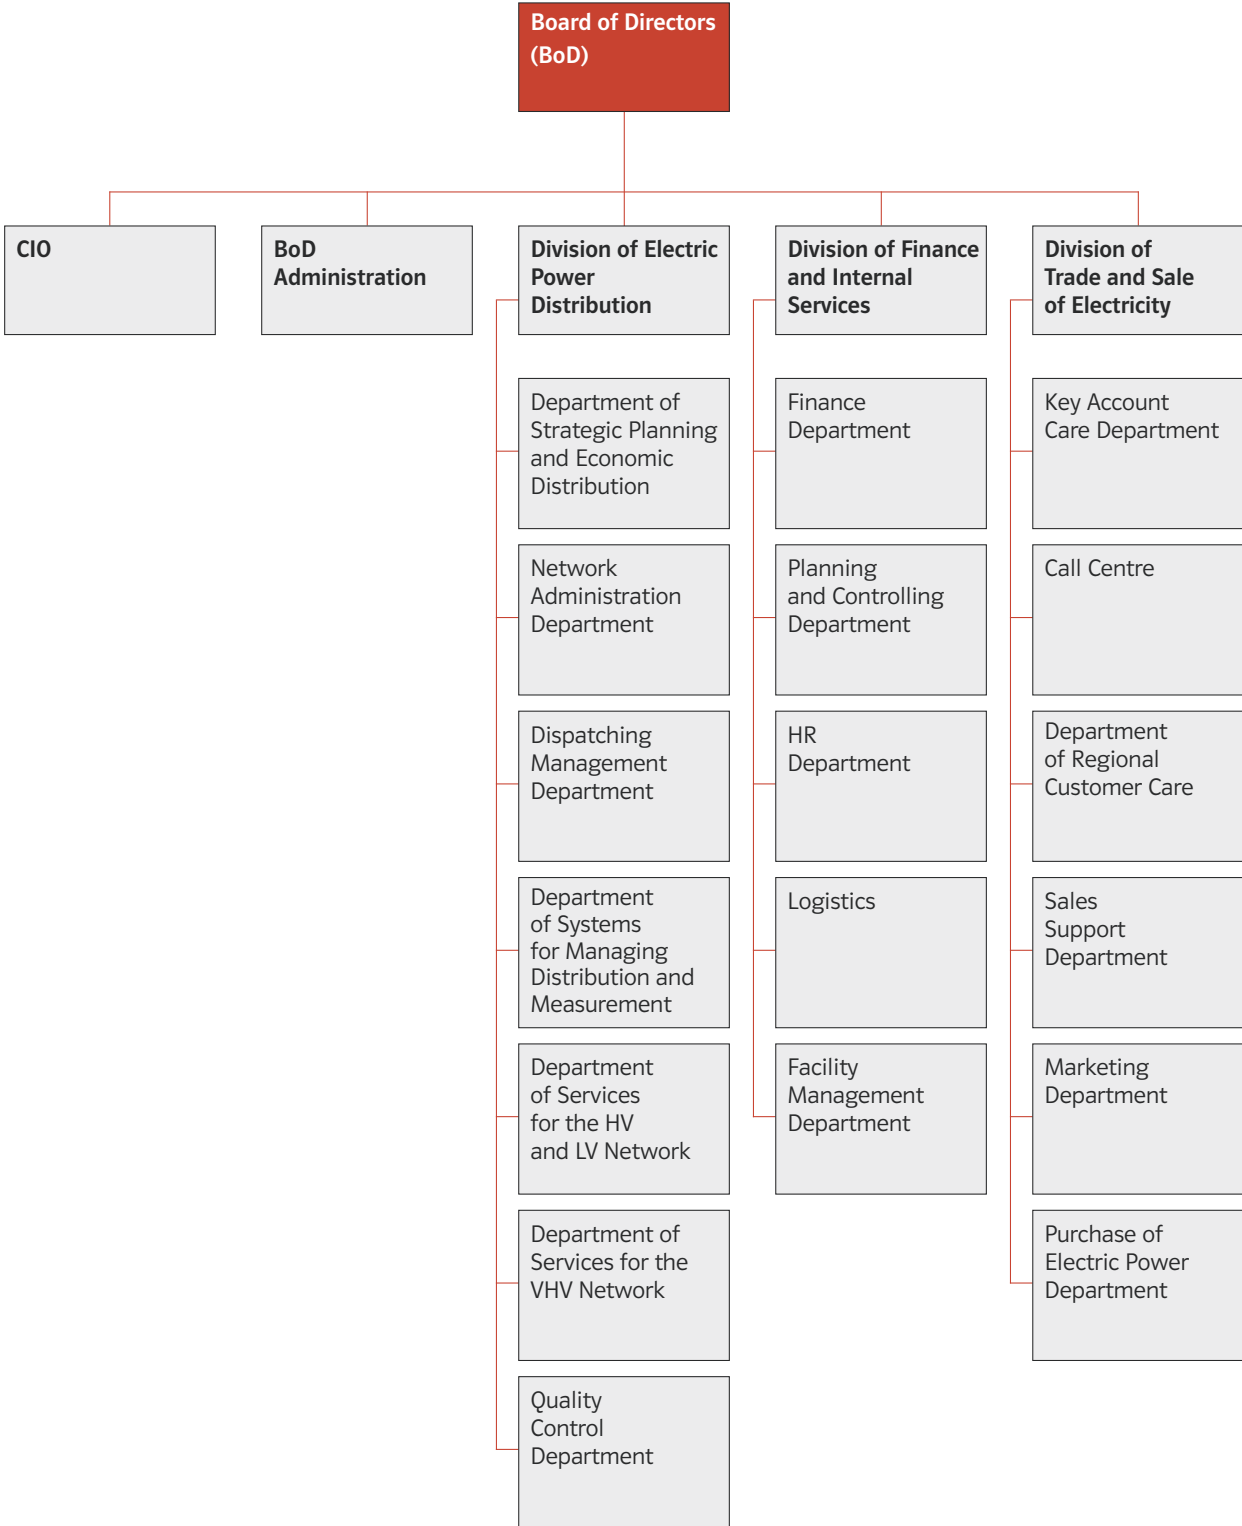 Board of Directors
(BoD)
CIO
BoD
Administration
Division of Electric
Power
Distribution
Division of Finance
and Internal
Services
Division of
Trade and Sale
of Electricity
Department of
Strategic Planning
and Economic
Distribution
Network
Administration
Department
Dispatching
Management
Department
Department
of Systems
for Managing
Distribution and
Measurement
Department
of Services
for the HV
and LV Network
Department of
Services for the
VHV Network
Quality
Control
Department
Finance
Department
Planning
and Controlling
Department
HR
Department
Logistics
Facility
Management
Department
Key Account
Care Department
Call Centre
Department
of Regional
Customer Care
Sales
Support
Department
Marketing
Department
Purchase of
Electric Power
Department